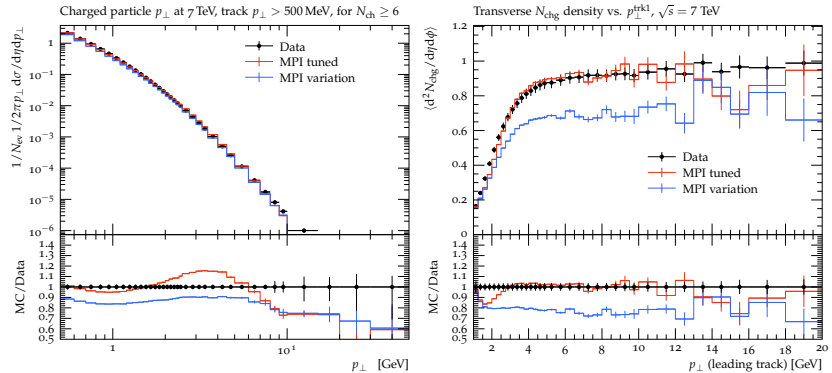 Charged particle p⊥ at 7 TeV, track p⊥ > 500 MeV, for Nch ≥ 6
Data
MPI tuned
MPI variation
1
10⁻¹
10⁻²
10⁻³
10⁻⁴
10⁻⁵
10⁻⁶
1/Nev 1/2πp⊥ dσ/dηdp⊥
1.4
1.3
1.2
1.1
1
0.9
0.8
0.7
0.6
0.5
MC/Data
1 10¹
p⊥ [GeV]
Transverse Nchg density vs. p⊥^trk1, √s = 7 TeV
1.2
1
0.8
0.6
0.4
0.2
0
⟨d²Nchg/dηdϕ⟩
Data
MPI tuned
MPI variation
1.4
1.3
1.2
1.1
1
0.9
0.8
0.7
0.6
0.5
MC/Data
2 4 6 8 10 12 14 16 18 20
p⊥ (leading track) [GeV]